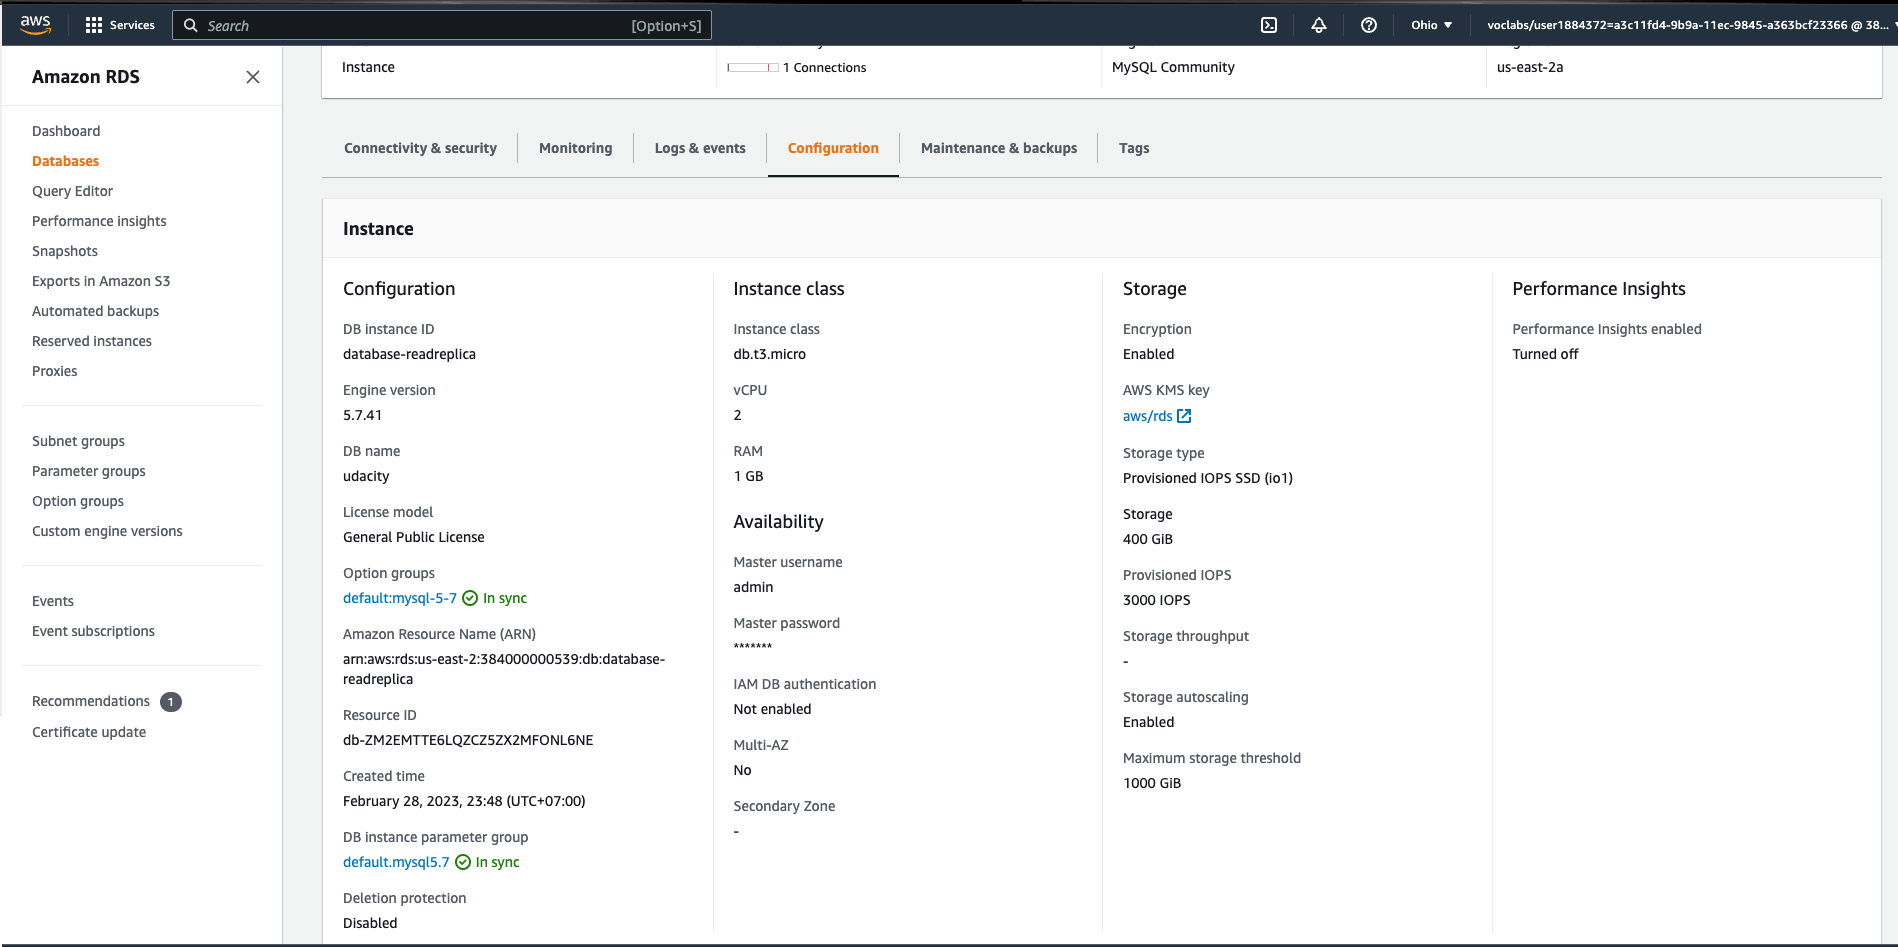 aws
Services
Search
[Option+S]
Ohio
voclabs/user1884372=a3c11fd4-9b9a-11ec-9845-a363bcf23366 @ 38...
Amazon RDS
Dashboard
Databases
Query Editor
Performance insights
Snapshots
Exports in Amazon S3
Automated backups
Reserved instances
Proxies
Subnet groups
Parameter groups
Option groups
Custom engine versions
Events
Event subscriptions
Recommendations 1
Certificate update
Instance
1 Connections
MySQL Community
us-east-2a
Connectivity & security
Monitoring
Logs & events
Configuration
Maintenance & backups
Tags
Instance
Configuration
DB instance ID
database-readreplica
Engine version
5.7.41
DB name
udacity
License model
General Public License
Option groups
default:mysql-5-7 In sync
Amazon Resource Name (ARN)
arn:aws:rds:us-east-2:384000000539:db:database-
readreplica
Resource ID
db-ZM2EMTTE6LQZCZ5ZX2MFONL6NE
Created time
February 28, 2023, 23:48 (UTC+07:00)
DB instance parameter group
default.mysql5.7 In sync
Deletion protection
Disabled
Instance class
Instance class
db.t3.micro
vCPU
2
RAM
1 GB
Availability
Master username
admin
Master password
*******
IAM DB authentication
Not enabled
Multi-AZ
No
Secondary Zone
-
Storage
Encryption
Enabled
AWS KMS key
aws/rds
Storage type
Provisioned IOPS SSD (io1)
Storage
400 GiB
Provisioned IOPS
3000 IOPS
Storage throughput
-
Storage autoscaling
Enabled
Maximum storage threshold
1000 GiB
Performance Insights
Performance Insights enabled
Turned off